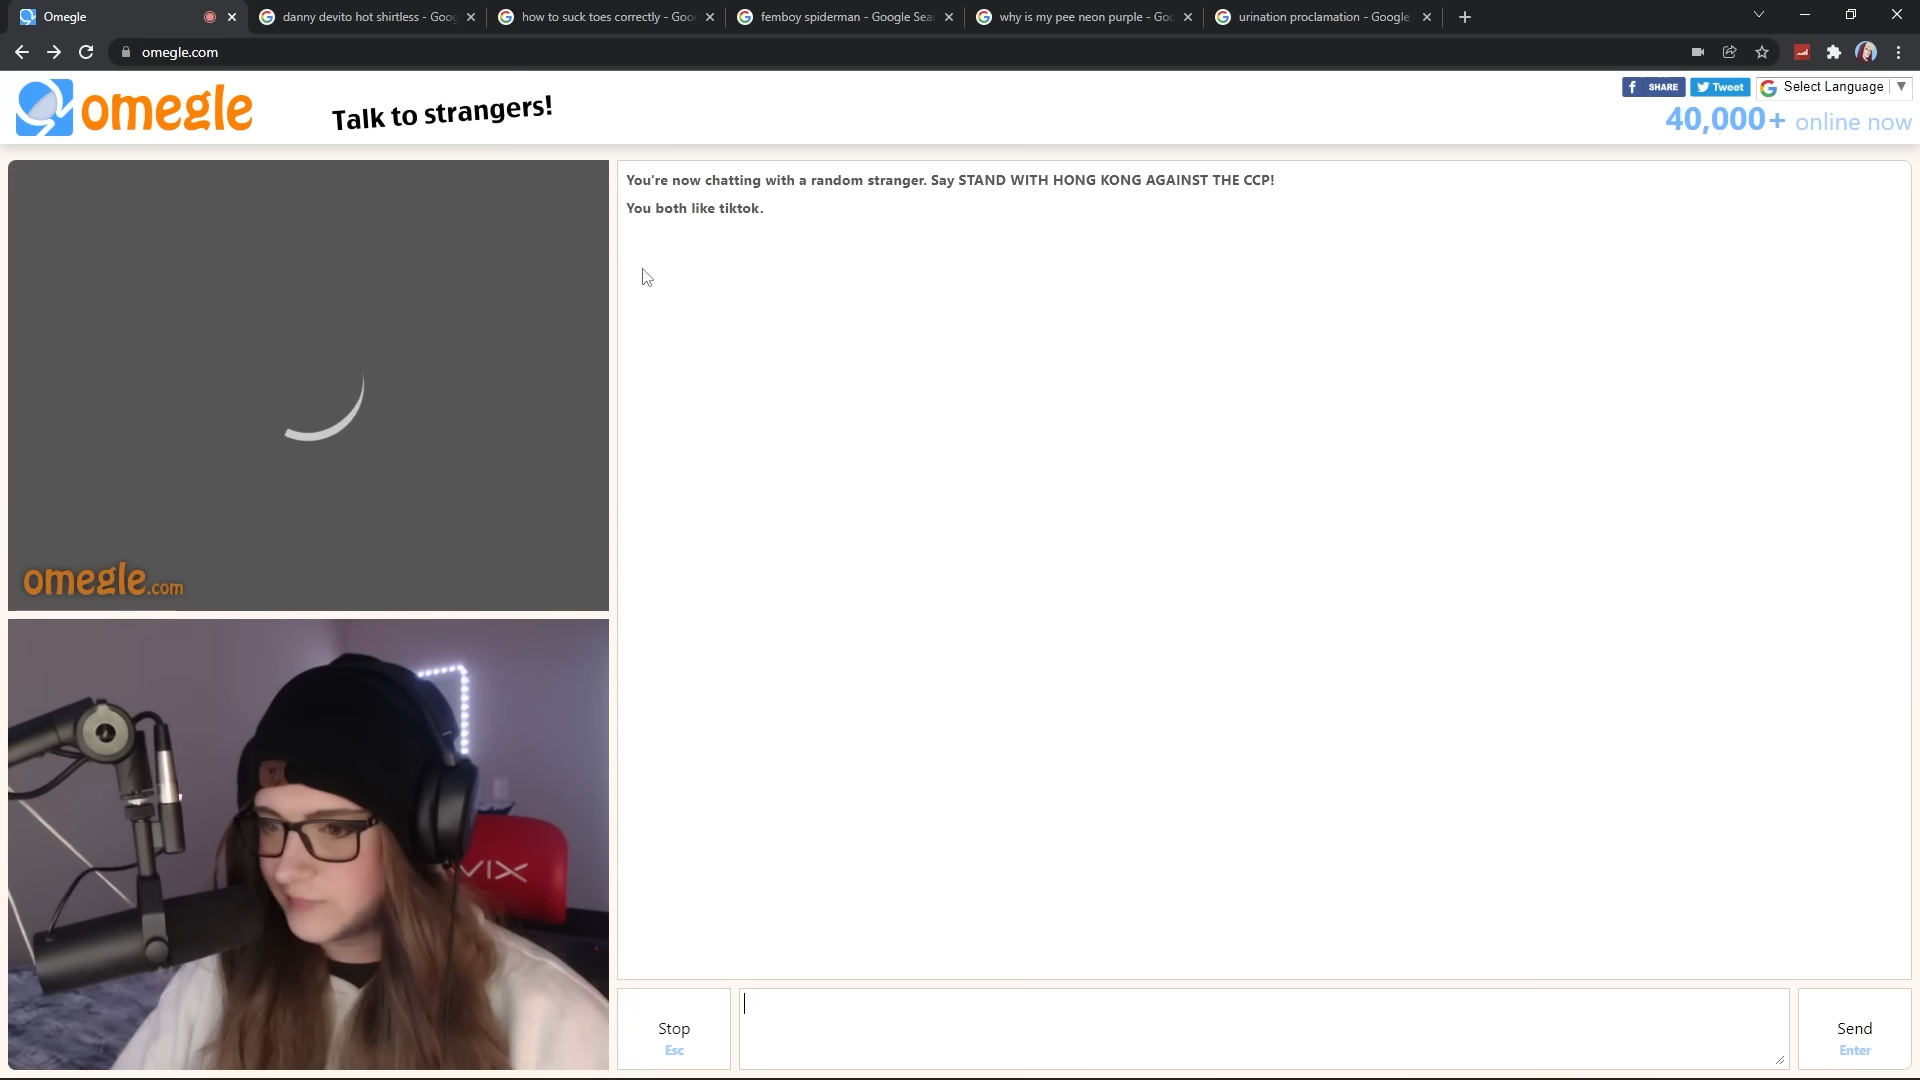 Omegle
danny devito hot shirtless - Goog
how to suck toes correctly - Goo
femboy spiderman - Google Sea
why is my pee neon purple - Goo
urination proclamation - Google
omegle.com
omegle
Talk to strangers!
SHARE
Tweet
Select Language
40,000+ online now
You're now chatting with a random stranger. Say STAND WITH HONG KONG AGAINST THE CCP!
You both like tiktok.
omegle.com
VIX
Stop
Esc
Send
Enter